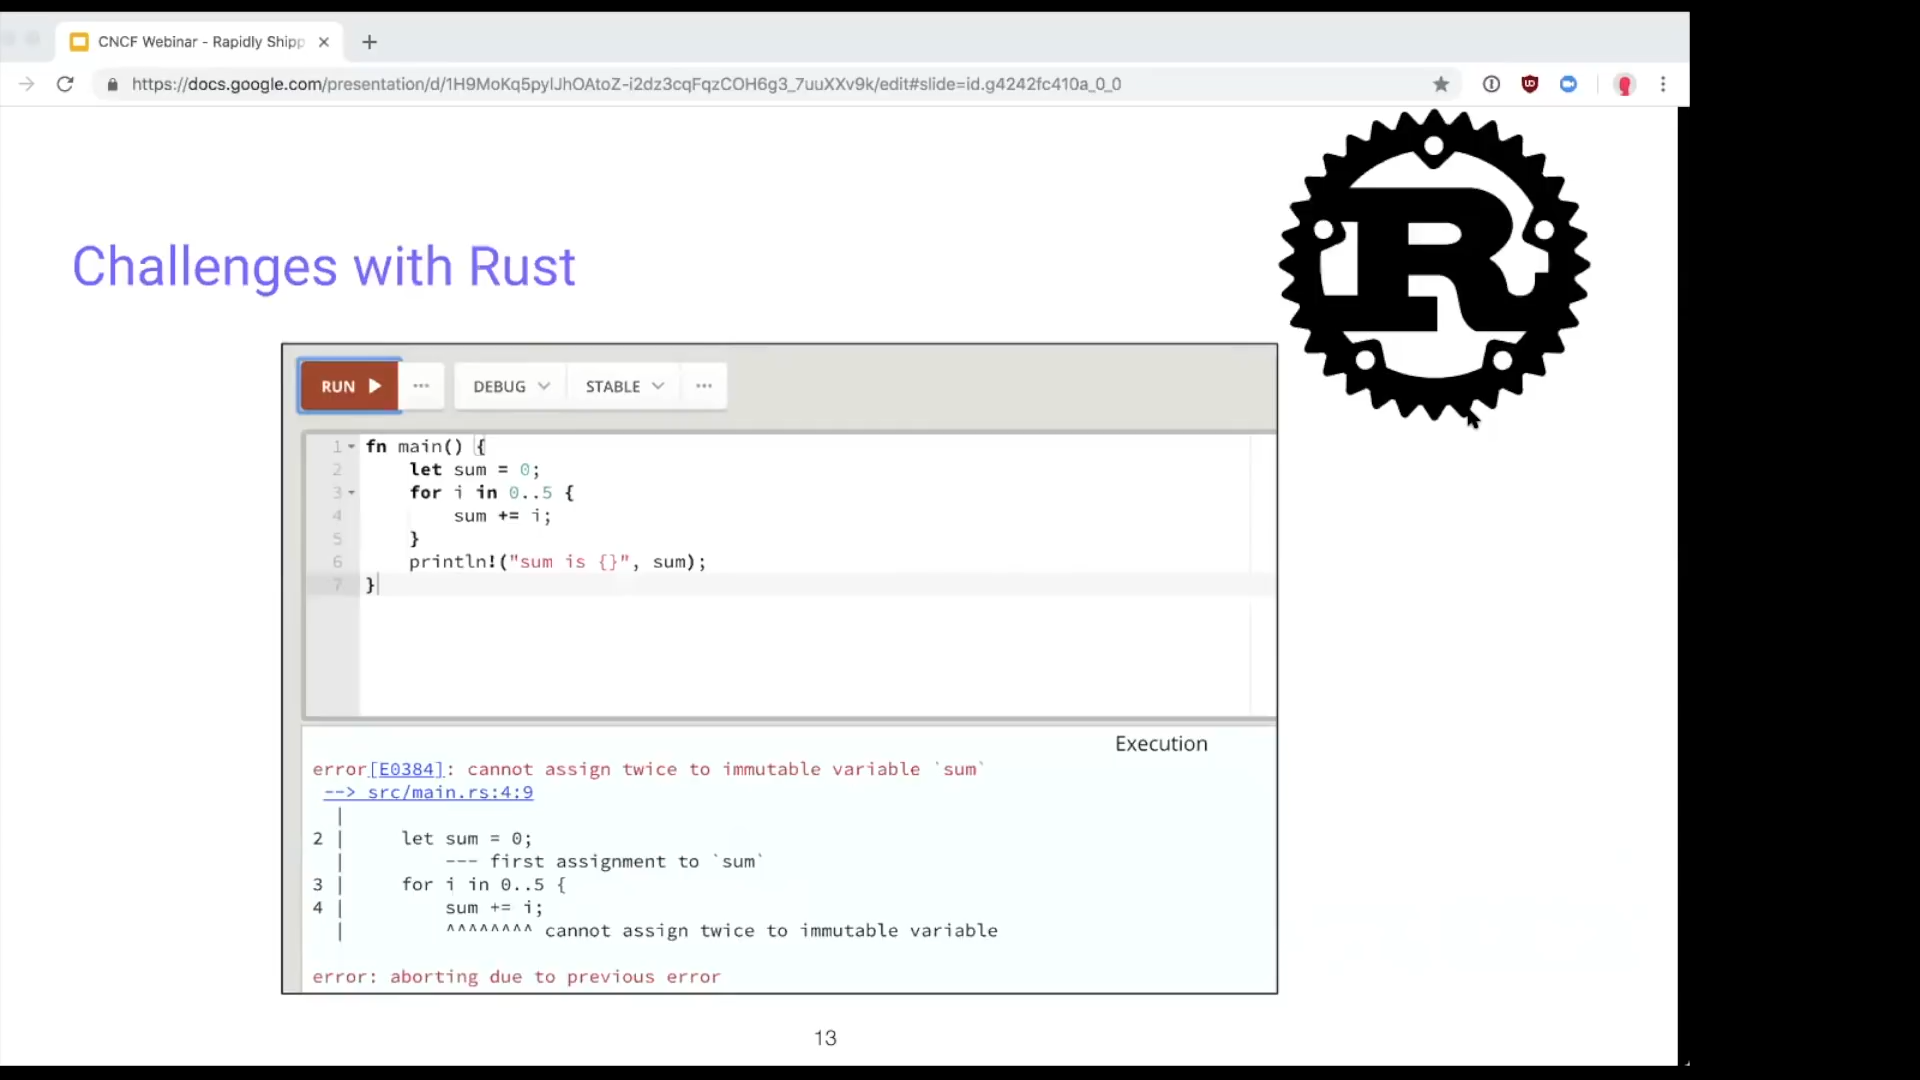 CNCF Webinar - Rapidly Shipp
https://docs.google.com/presentation/d/1H9MoKq5pylJhOAtoZ-i2dz3cqFqzCOH6g3_7uuXXv9k/edit#slide=id.g4242fc410a_0_0
R
Challenges with Rust
RUN ... DEBUG STABLE ...
1 fn main() {
2 let sum = 0;
3 for i in 0..5 {
4 sum += i;
5 }
6 println!("sum is {}", sum);
7 }
Execution
error[E0384]: cannot assign twice to immutable variable `sum`
--> src/main.rs:4:9
|
2 | let sum = 0;
| --- first assignment to `sum`
3 | for i in 0..5 {
4 | sum += i;
| ^^^^^^^^ cannot assign twice to immutable variable
error: aborting due to previous error
13